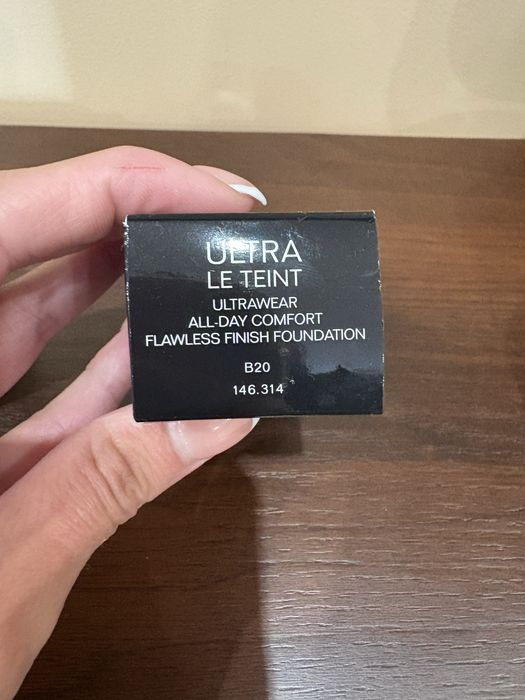 ULTRA
LE TEINT
ULTRAWEAR
ALL-DAY COMFORT
FLAWLESS FINISH FOUNDATION
B20
146.314